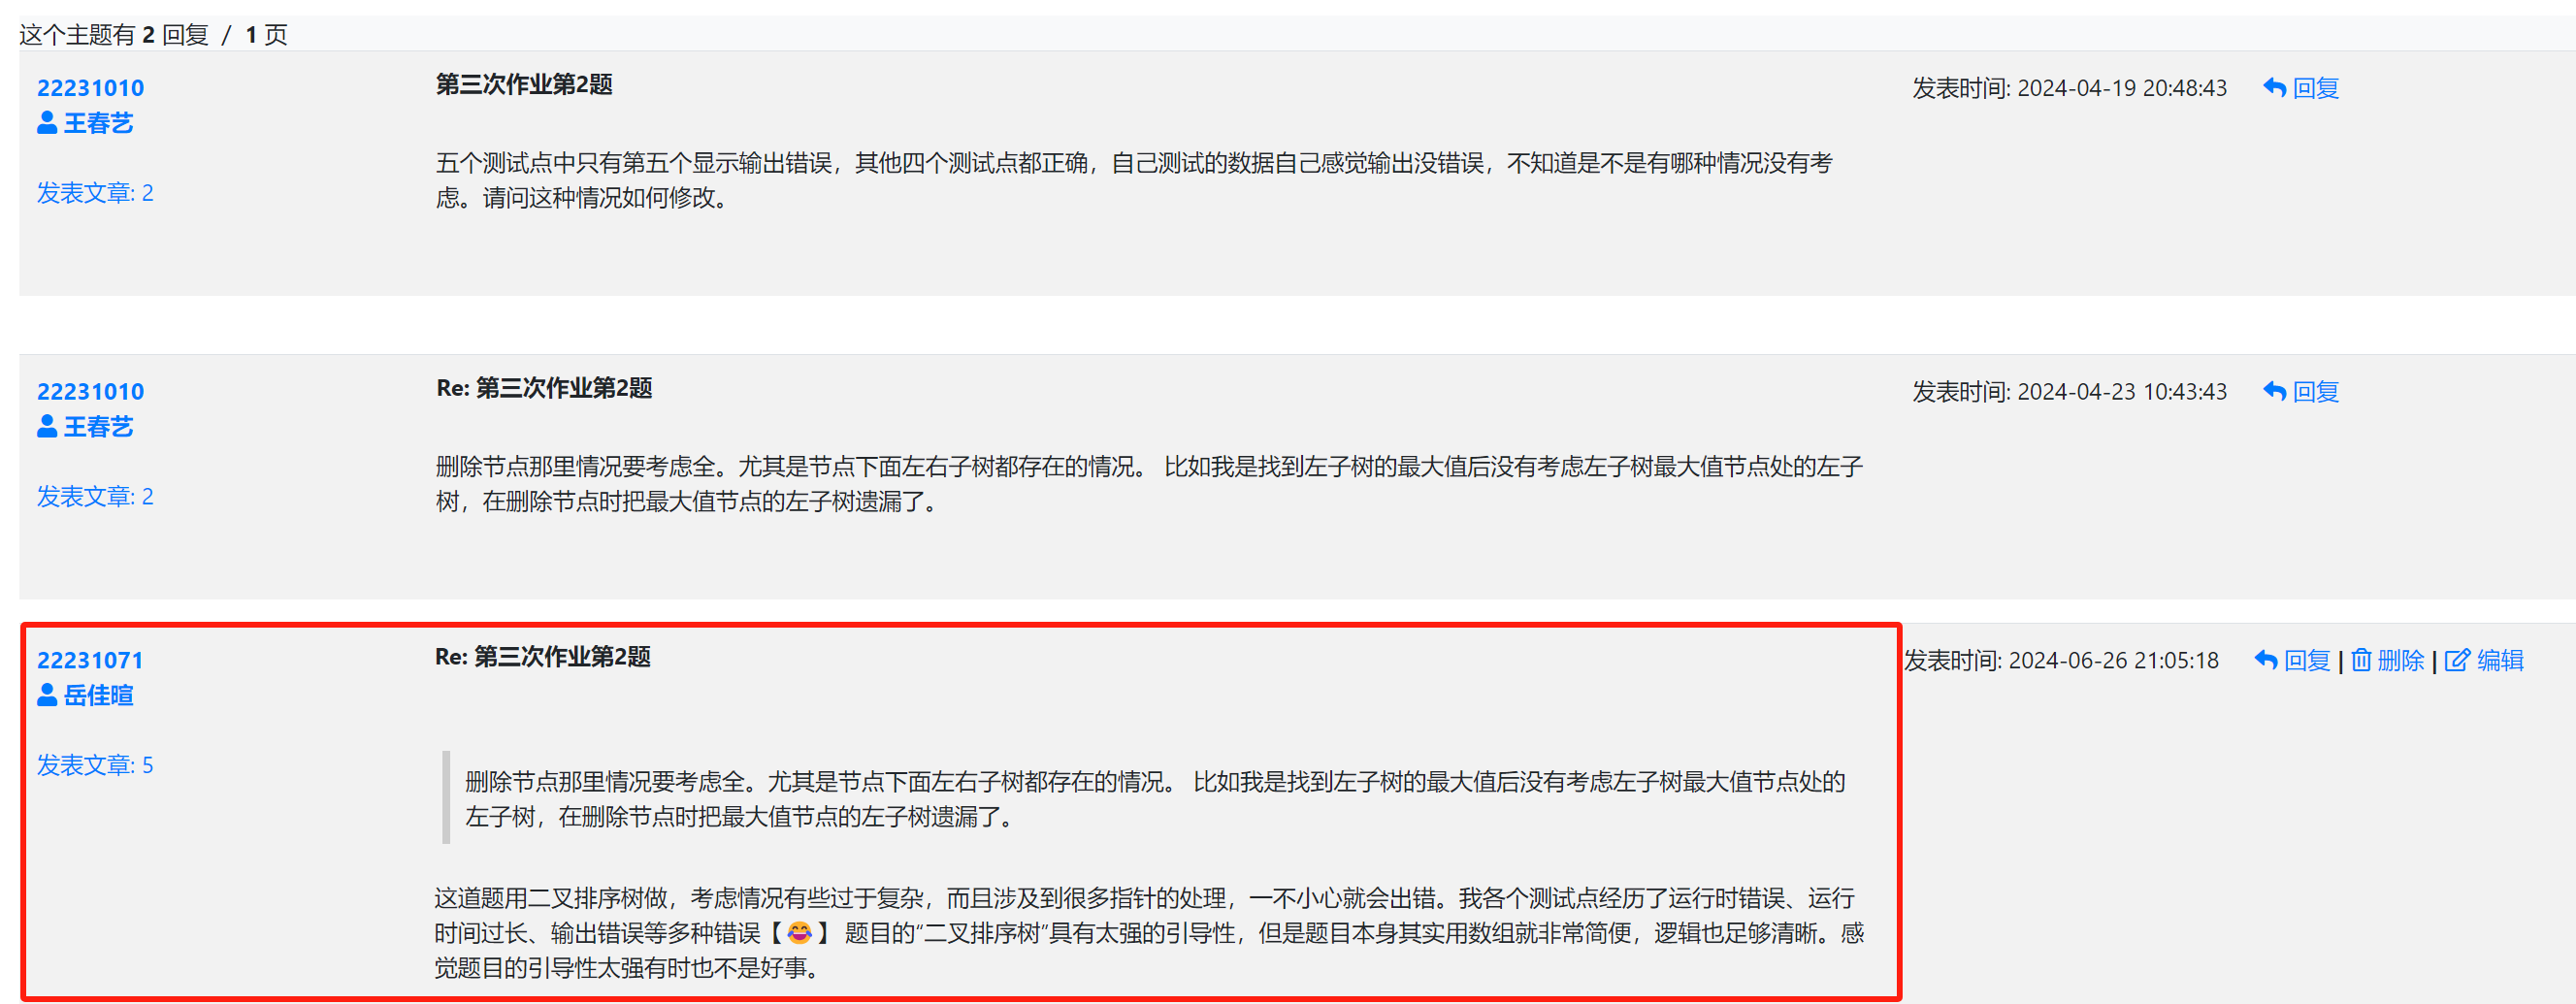 这个主题有 2 回复 / 1 页
22231010
王春艺
发表文章: 2
第三次作业第2题
发表时间: 2024-04-19 20:48:43 回复
五个测试点中只有第五个显示输出错误，其他四个测试点都正确，自己测试的数据自己感觉输出没错误，不知道是不是有哪种情况没有考
虑。请问这种情况如何修改。
22231010
王春艺
发表文章: 2
Re: 第三次作业第2题
发表时间: 2024-04-23 10:43:43 回复
删除节点那里情况要考虑全。尤其是节点下面左右子树都存在的情况。 比如我是找到左子树的最大值后没有考虑左子树最大值节点处的左子
树，在删除节点时把最大值节点的左子树遗漏了。
22231071
岳佳暄
发表文章: 5
Re: 第三次作业第2题
发表时间: 2024-06-26 21:05:18 回复 | 删除 | 编辑
删除节点那里情况要考虑全。尤其是节点下面左右子树都存在的情况。 比如我是找到左子树的最大值后没有考虑左子树最大值节点处的
左子树，在删除节点时把最大值节点的左子树遗漏了。
这道题用二叉排序树做，考虑情况有些过于复杂，而且涉及到很多指针的处理，一不小心就会出错。我各个测试点经历了运行时错误、运行
时间过长、输出错误等多种错误【😂】 题目的“二叉排序树”具有太强的引导性，但是题目本身其实用数组就非常简便，逻辑也足够清晰。感
觉题目的引导性太强有时也不是好事。